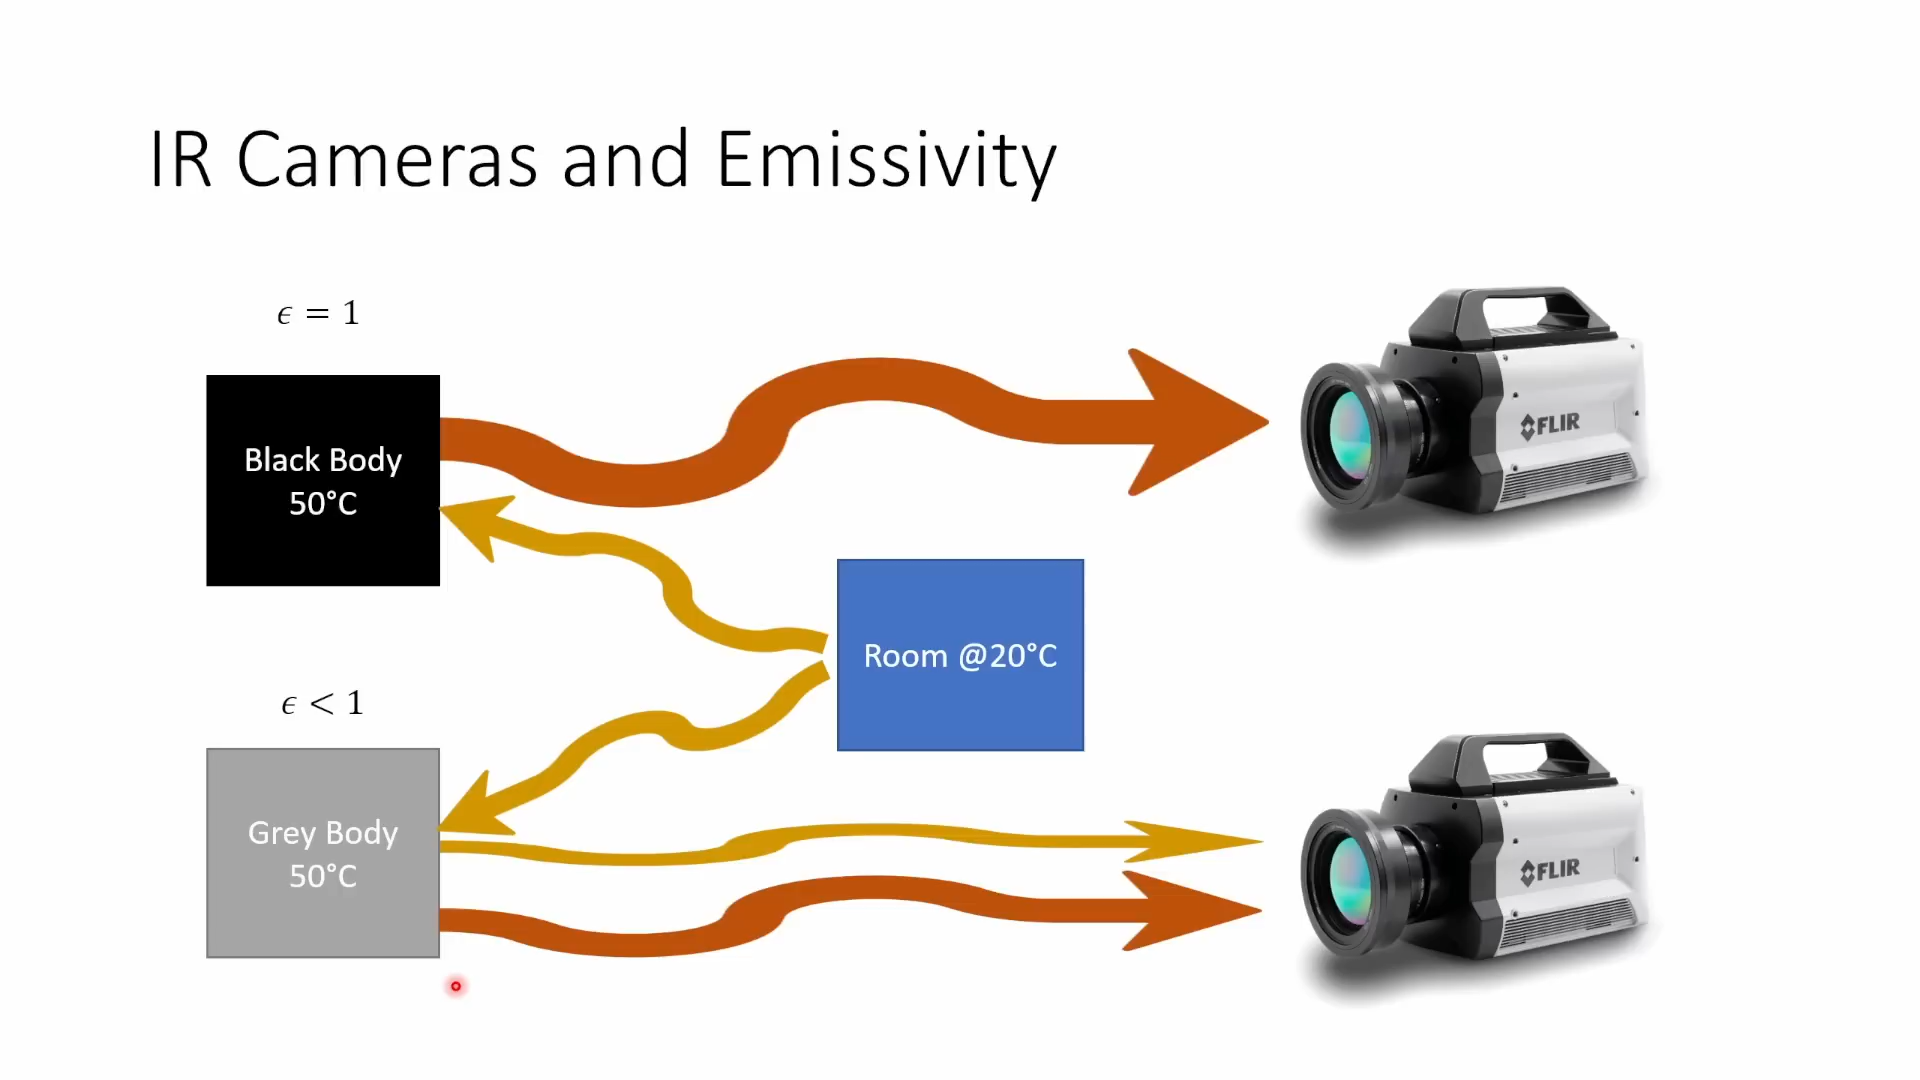 IR Cameras and Emissivity
ϵ = 1
Black Body
50°C
FLIR
Room @20°C
ϵ < 1
Grey Body
50°C
FLIR